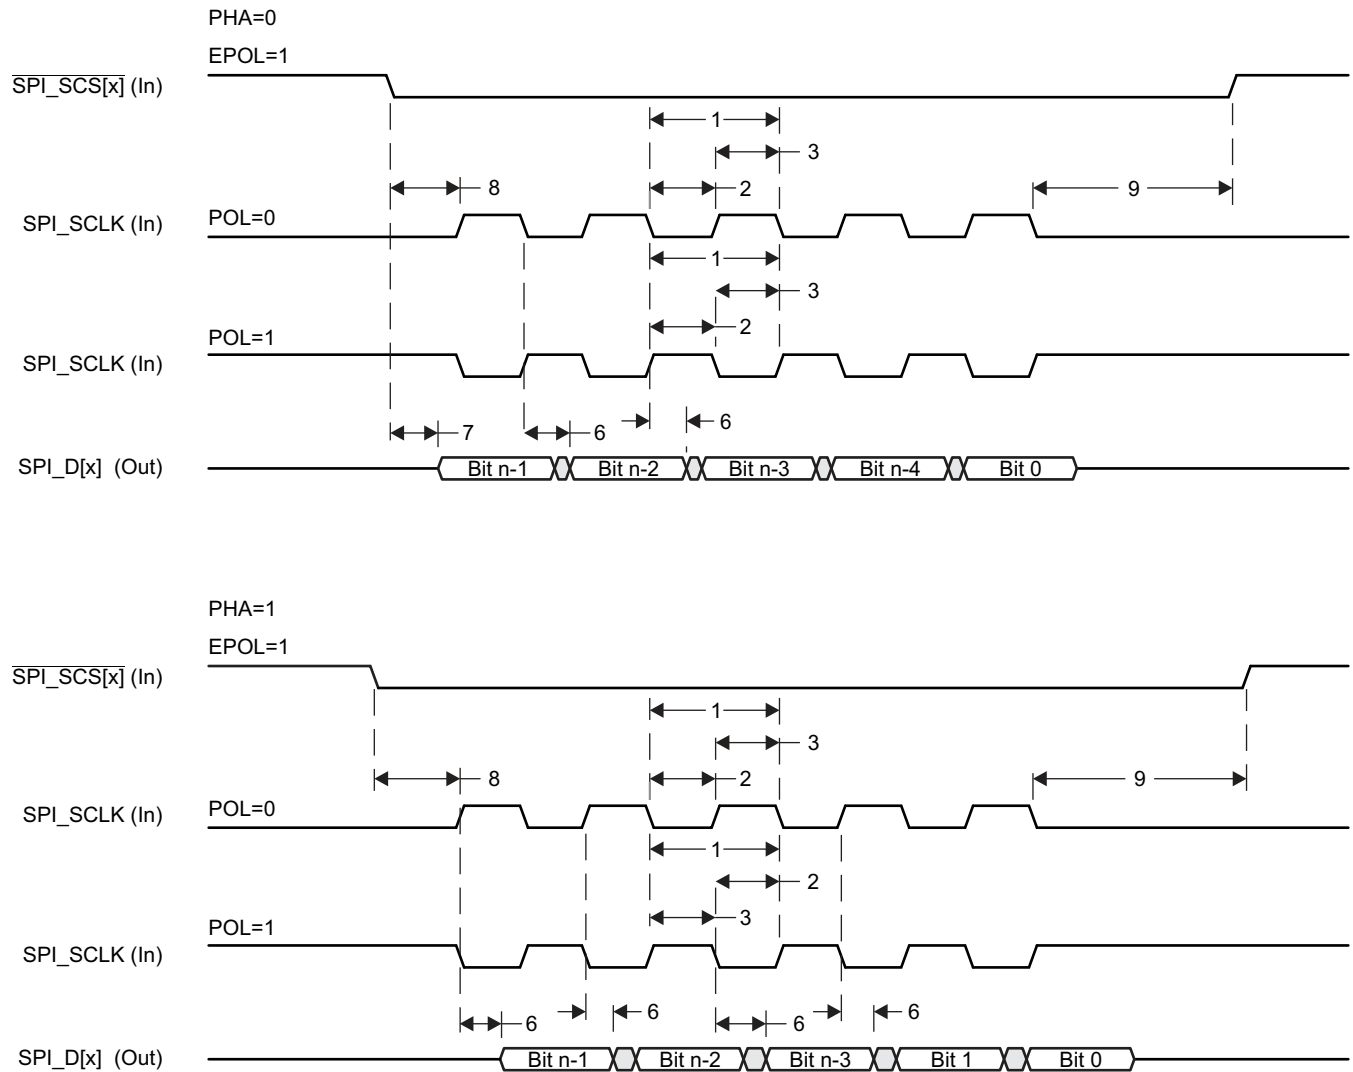 PHA=0
EPOL=1
SPI_SCS[x] (In)
1
3
8
2
9
SPI_SCLK (In)
POL=0
1
3
2
POL=1
SPI_SCLK (In)
6
7
6
SPI_D[x] (Out)
Bit n-1
Bit n-2
Bit n-3
Bit n-4
Bit 0
PHA=1
EPOL=1
SPI_SCS[x] (In)
1
3
8
2
9
SPI_SCLK (In)
POL=0
1
2
3
POL=1
SPI_SCLK (In)
6
6
6
6
SPI_D[x] (Out)
Bit n-1
Bit n-2
Bit n-3
Bit 1
Bit 0